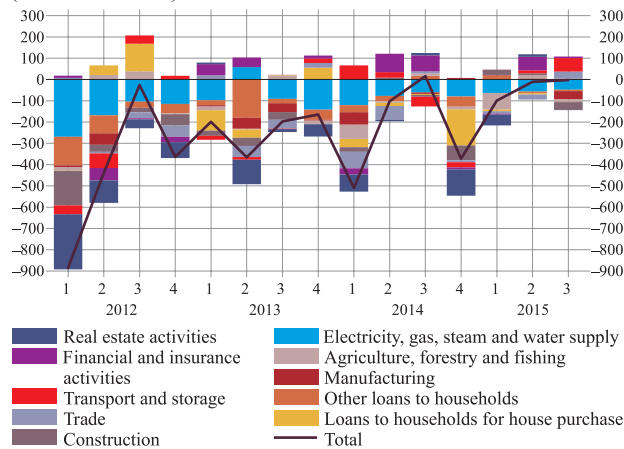 300 300
200 200
100 100
0 0
–100 –100
–200 –200
–300 –300
–400 –400
–500 –500
–600 –600
–700 –700
–800 –800
–900 –900
1 2 3 4 1 2 3 4 1 2 3 4 1 2 3
2012 2013 2014 2015
Real estate activities
Financial and insurance
activities
Transport and storage
Trade
Construction
Electricity, gas, steam and water supply
Agriculture, forestry and fishing
Manufacturing
Other loans to households
Loans to households for house purchase
Total